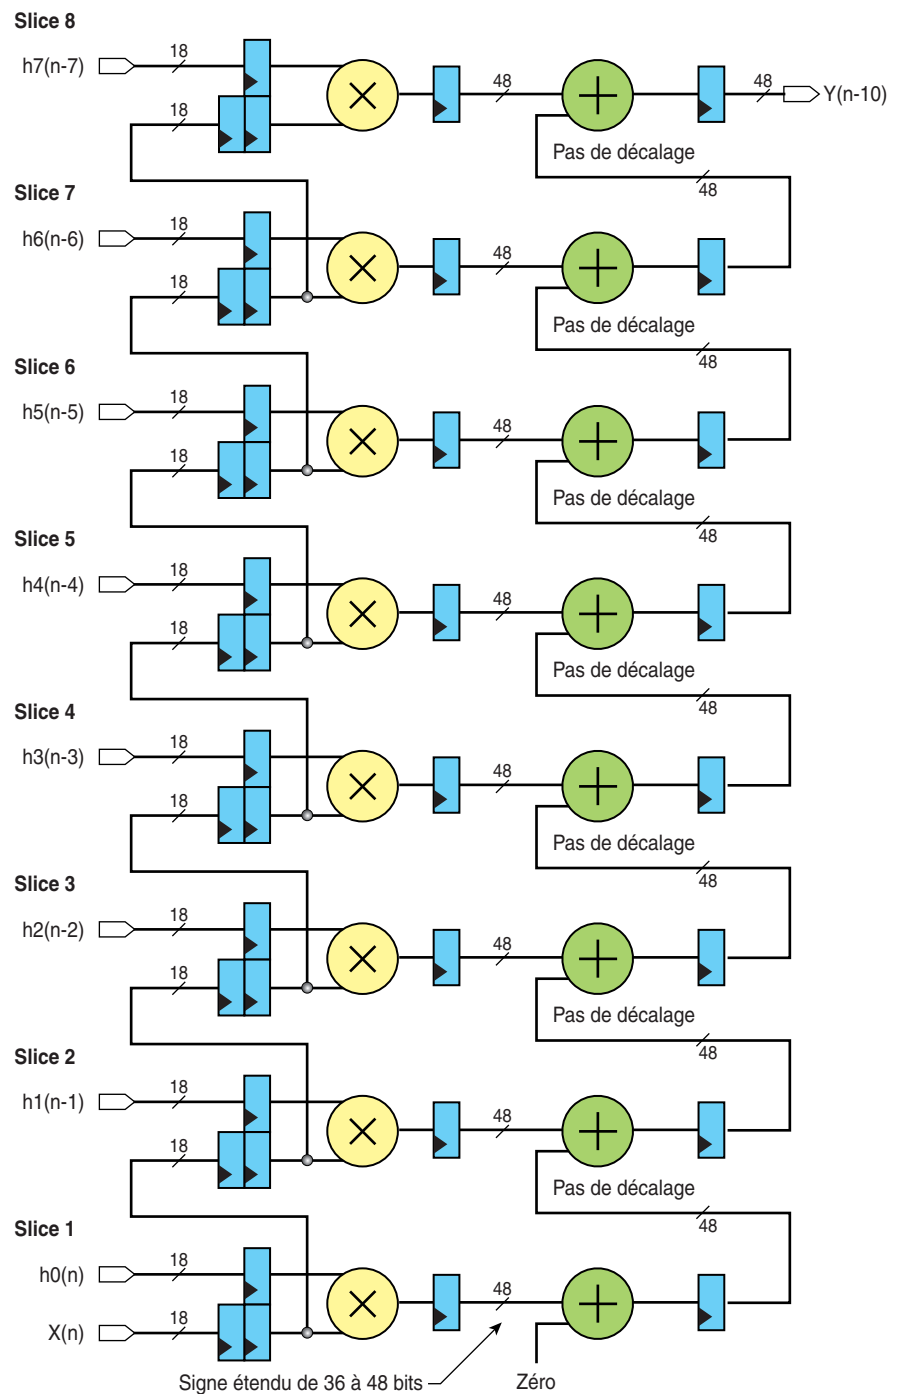 Slice 8
18
h7(n-7)
48
48
Y(n-10)
18
Pas de décalage
48
Slice 7
18
h6(n-6)
48
18
Pas de décalage
48
Slice 6
18
h5(n-5)
48
18
Pas de décalage
48
Slice 5
18
h4(n-4)
48
18
Pas de décalage
48
Slice 4
18
h3(n-3)
48
18
Pas de décalage
48
Slice 3
18
h2(n-2)
48
18
Pas de décalage
48
Slice 2
18
h1(n-1)
48
18
Pas de décalage
48
Slice 1
18
h0(n)
48
18
X(n)
Signe étendu de 36 à 48 bits
Zéro